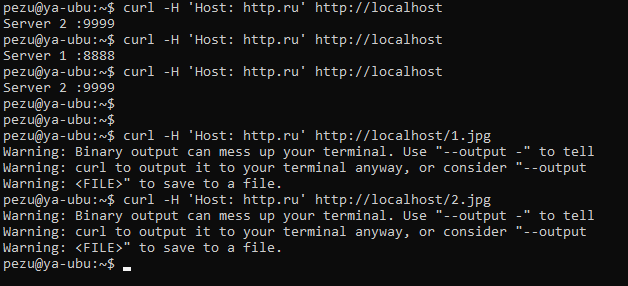 pezu@ya-ubu:~$ curl -H 'Host: http.ru' http://localhost
Server 2 :9999
pezu@ya-ubu:~$ curl -H 'Host: http.ru' http://localhost
Server 1 :8888
pezu@ya-ubu:~$ curl -H 'Host: http.ru' http://localhost
Server 2 :9999
pezu@ya-ubu:~$
pezu@ya-ubu:~$
pezu@ya-ubu:~$ curl -H 'Host: http.ru' http://localhost/1.jpg
Warning: Binary output can mess up your terminal. Use "--output -" to tell
Warning: curl to output it to your terminal anyway, or consider "--output
Warning: <FILE>" to save to a file.
pezu@ya-ubu:~$ curl -H 'Host: http.ru' http://localhost/2.jpg
Warning: Binary output can mess up your terminal. Use "--output -" to tell
Warning: curl to output it to your terminal anyway, or consider "--output
Warning: <FILE>" to save to a file.
pezu@ya-ubu:~$